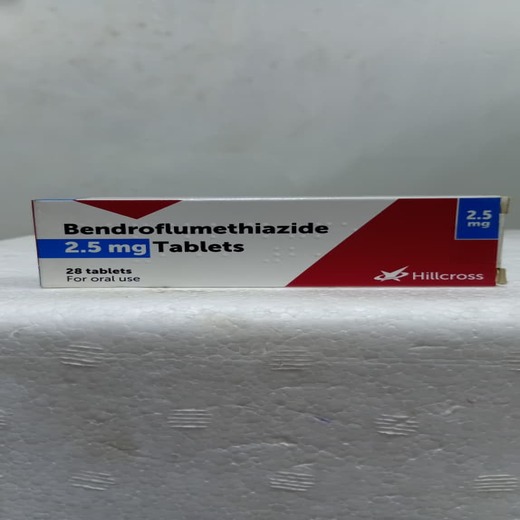 Bendroflumethiazide
2.5 mg Tablets
28 tablets
For oral use
2.5
mg
Hillcross